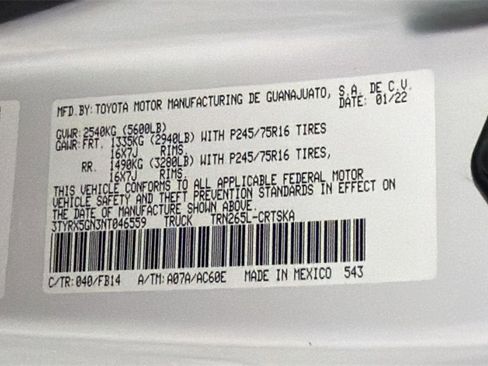 MFD.BY:TOYOTA MOTOR MANUFACTURING DE GUANAJUATO, S.A. DE C.V.
DATE: 01/22
GVWR:2540KG (5600LB)
GAWR:FRT. 1335KG (2940LB) WITH P245/75R16 TIRES
16X7J RIMS,
RR. 1490KG (3280LB) WITH P245/75R16 TIRES,
16X7J RIMS.
THIS VEHICLE CONFORMS TO ALL APPLICABLE FEDERAL MOTOR
VEHICLE SAFETY AND THEFT PREVENTION STANDARDS IN EFFECT ON
THE DATE OF MANUFACTURE SHOWN ABOVE.
3TYRX5GN3NT046559 TRUCK TRN265L-CRTSKA
C/TR:040/FB14 A/TM:A07A/AC60E MADE IN MEXICO 543